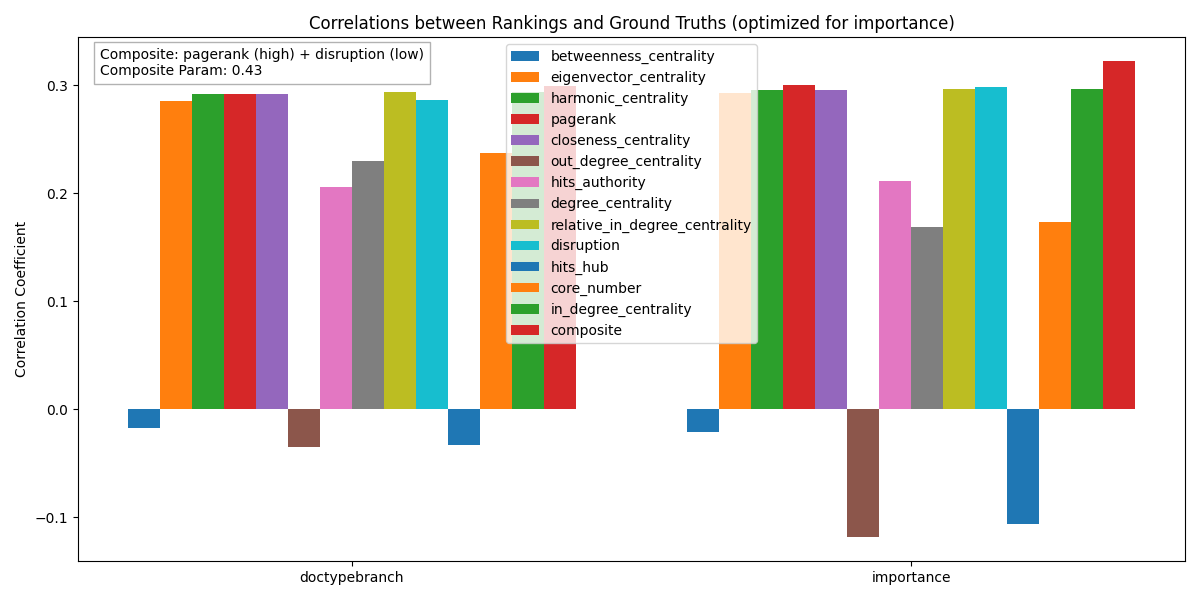 Correlations between Rankings and Ground Truths (optimized for importance)
Composite: pagerank (high) + disruption (low)
Composite Param: 0.43
betweenness_centrality
eigenvector_centrality
harmonic_centrality
pagerank
closeness_centrality
out_degree_centrality
hits_authority
degree_centrality
relative_in_degree_centrality
disruption
hits_hub
core_number
in_degree_centrality
composite
Correlation Coefficient
0.3
0.2
0.1
0.0
−0.1
doctypebranch
importance